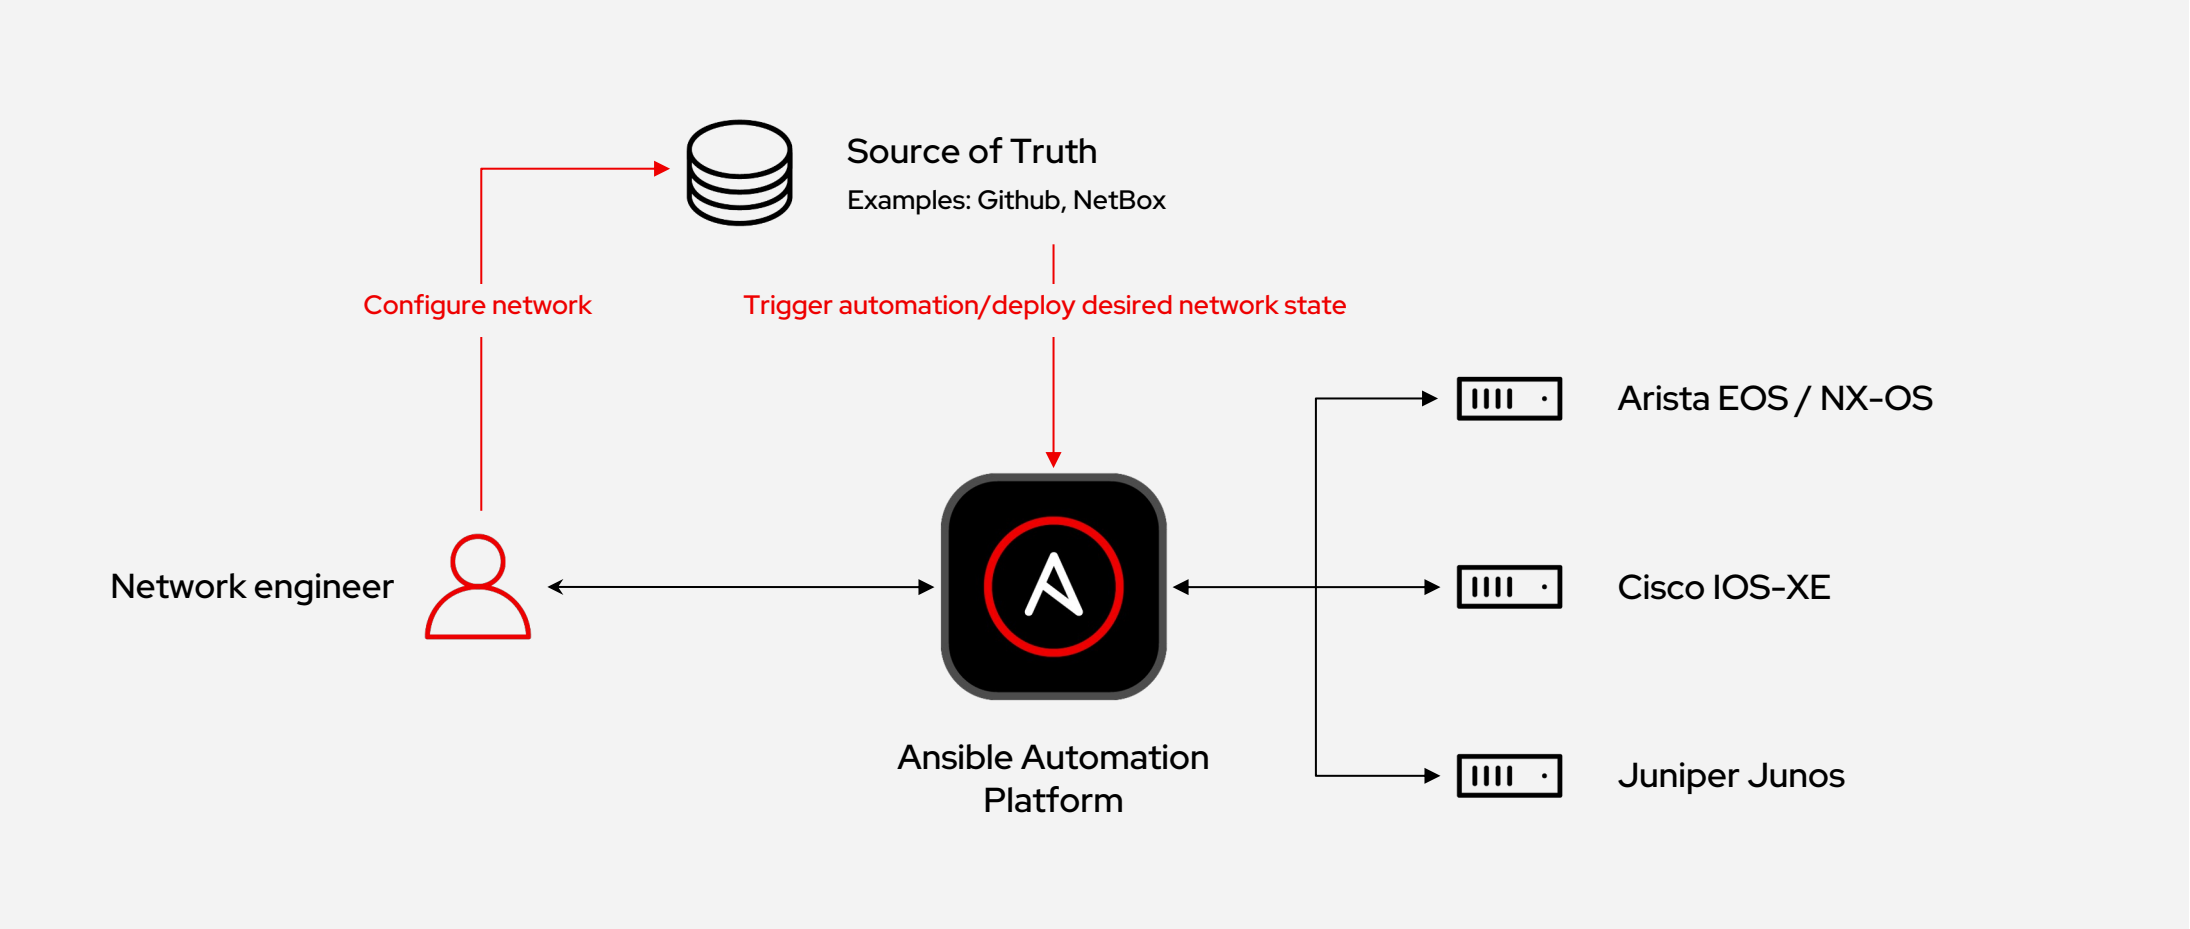 Source of Truth
Examples: Github, NetBox
Configure network
Trigger automation/deploy desired network state
Arista EOS / NX-OS
Network engineer
Cisco IOS-XE
Ansible Automation
Platform
Juniper Junos